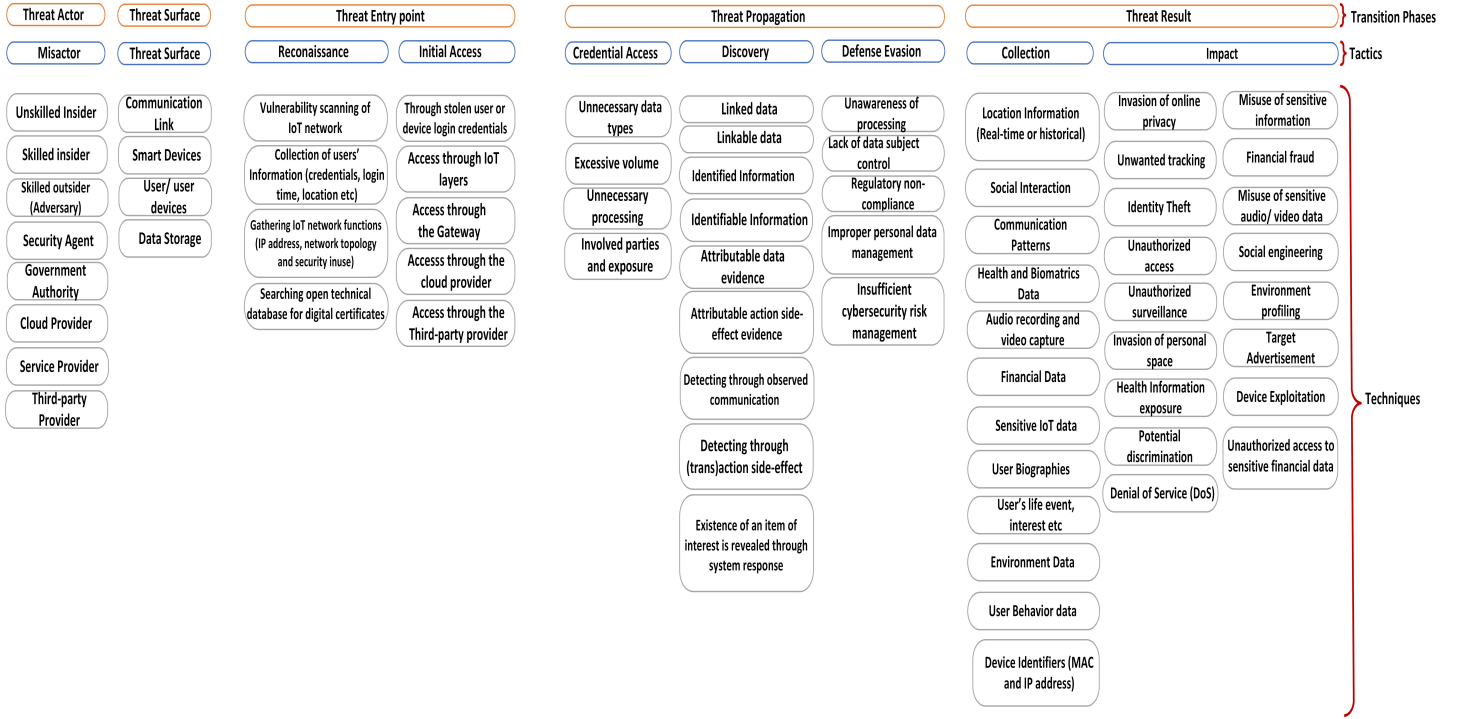 Threat Actor
Threat Surface
Threat Entry point
Threat Propagation
Threat Result
Transition Phases
Misactor
Threat Surface
Reconaissance
Initial Access
Credential Access
Discovery
Defense Evasion
Collection
Impact
Tactics
Unskilled Insider
Skilled insider
Skilled outsider
(Adversary)
Security Agent
Government
Authority
Cloud Provider
Service Provider
Third-party
Provider
Communication
Link
Smart Devices
User/ user
devices
Data Storage
Vulnerability scanning of
IoT network
Collection of users'
Information (credentials, login
time, location etc)
Gathering IoT network functions
(IP address, network topology
and security inuse)
Searching open technical
database for digital certificates
Through stolen user or
device login credentials
Access through IoT
layers
Access through
the Gateway
Accesss through the
cloud provider
Access through the
Third-party provider
Unnecessary data
types
Excessive volume
Unnecessary
processing
Involved parties
and exposure
Linked data
Linkable data
Identified Information
Identifiable Information
Attributable data
evidence
Attributable action side-
effect evidence
Detecting through observed
communication
Detecting through
(trans)action side-effect
Existence of an item of
interest is revealed through
system response
Unawareness of
processing
Lack of data subject
control
Regulatory non-
compliance
Improper personal data
management
Insufficient
cybersecurity risk
management
Location Information
(Real-time or historical)
Social Interaction
Communication
Patterns
Health and Biomatrics
Data
Audio recording and
video capture
Financial Data
Sensitive IoT data
User Biographies
User's life event,
interest etc
Environment Data
User Behavior data
Device Identifiers (MAC
and IP address)
Invasion of online
privacy
Unwanted tracking
Identity Theft
Unauthorized
access
Unauthorized
surveillance
Invasion of personal
space
Health Information
exposure
Potential
discrimination
Denial of Service (DoS)
Misuse of sensitive
information
Financial fraud
Misuse of sensitive
audio/ video data
Social engineering
Environment
profiling
Target
Advertisement
Device Exploitation
Unauthorized access to
sensitive financial data
Techniques